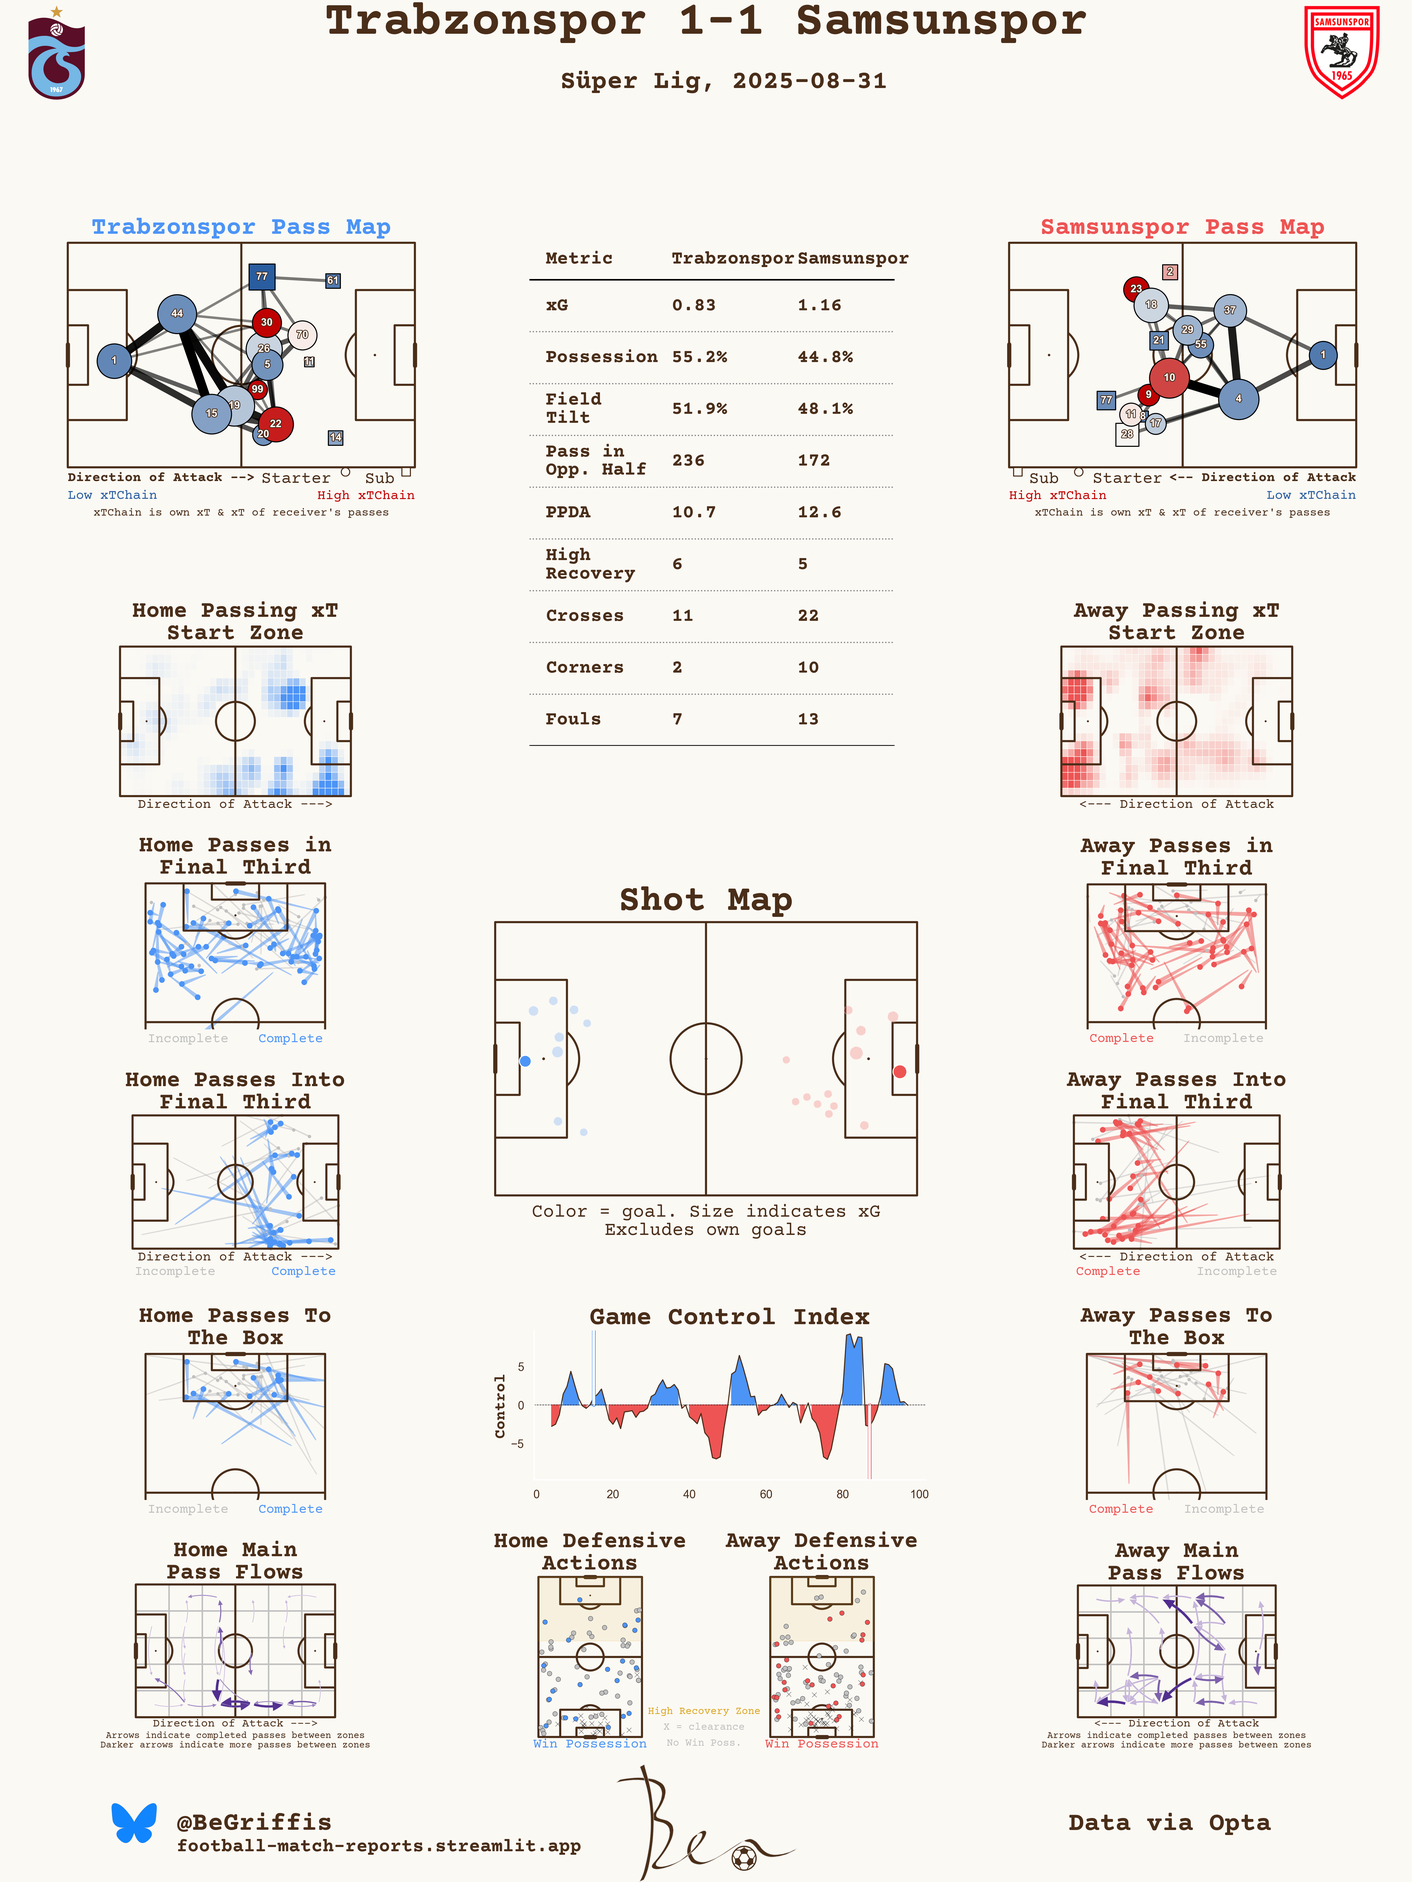 Trabzonspor 1-1 Samsunspor
Süper Lig, 2025-08-31
1967
SAMSUNSPOR
1965
Trabzonspor Pass Map
77
61
44
30
70
26
1
5
11
99
19
15
22
20
14
Direction of Attack --> Starter Sub
Low xTChain High xTChain
xTChain is own xT & xT of receiver's passes
Metric Trabzonspor Samsunspor
xG 0.83 1.16
Possession 55.2% 44.8%
Field
Tilt 51.9% 48.1%
Pass in
Opp. Half 236 172
PPDA 10.7 12.6
High
Recovery 6 5
Crosses 11 22
Corners 2 10
Fouls 7 13
Samsunspor Pass Map
2
23
18
37
29
21
55
1
10
9
77
4
11
8
17
28
Sub Starter <-- Direction of Attack
High xTChain Low xTChain
xTChain is own xT & xT of receiver's passes
Home Passing xT
Start Zone
Direction of Attack --->
Away Passing xT
Start Zone
<--- Direction of Attack
Home Passes in
Final Third
Incomplete Complete
Away Passes in
Final Third
Complete Incomplete
Shot Map
Color = goal. Size indicates xG
Excludes own goals
Home Passes Into
Final Third
Direction of Attack --->
Incomplete Complete
Away Passes Into
Final Third
<--- Direction of Attack
Complete Incomplete
Home Passes To
The Box
Incomplete Complete
Game Control Index
Control
5
0
−5
0 20 40 60 80 100
Away Passes To
The Box
Complete Incomplete
Home Main
Pass Flows
Direction of Attack --->
Arrows indicate completed passes between zones
Darker arrows indicate more passes between zones
Home Defensive
Actions
Win Possession
Away Defensive
Actions
Win Possession
High Recovery Zone
X = clearance
No Win Poss.
Away Main
Pass Flows
<--- Direction of Attack
Arrows indicate completed passes between zones
Darker arrows indicate more passes between zones
@BeGriffis
football-match-reports.streamlit.app
Ben
Data via Opta